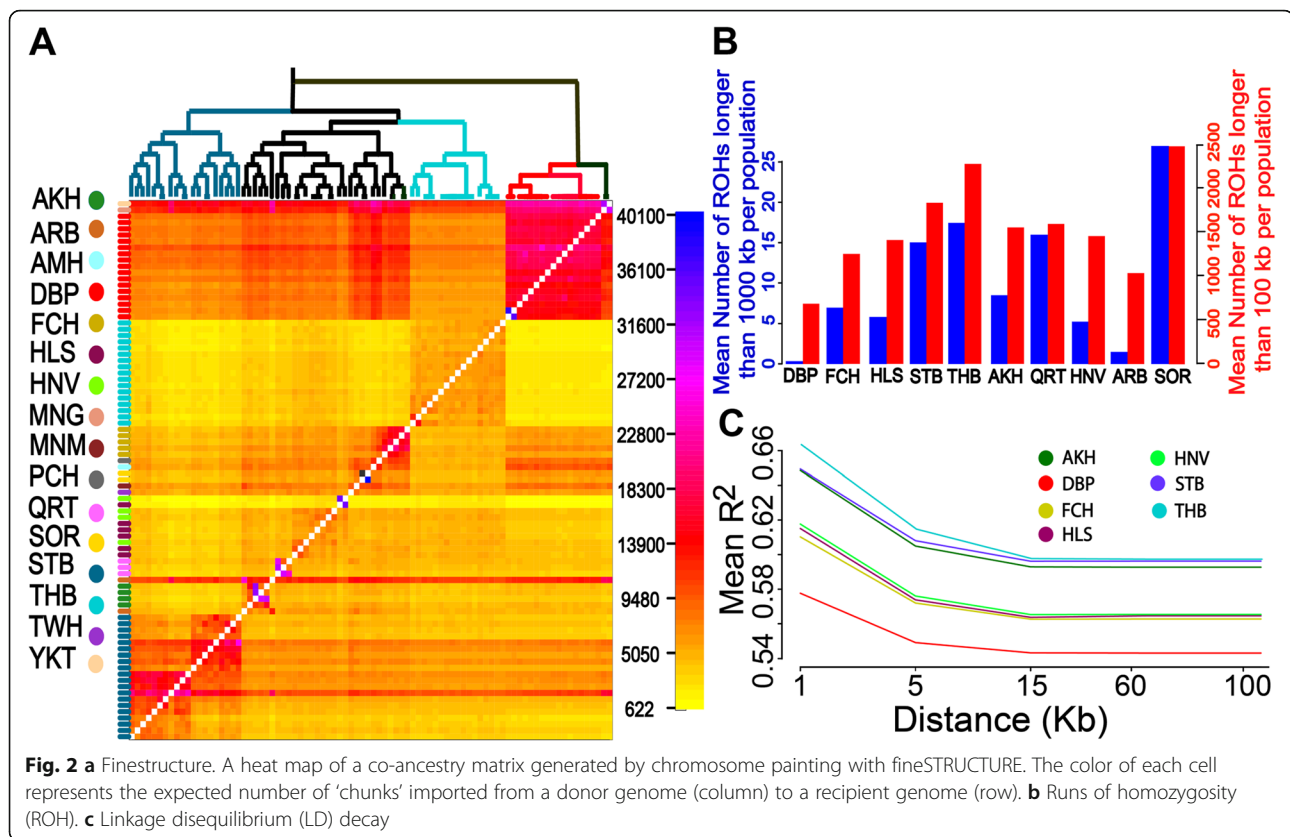 A
AKH
ARB
AMH
DBP
FCH
HLS
HNV
MNG
MNM
PCH
QRT
SOR
STB
THB
TWH
YKT
40100
36100
31600
27200
22800
18300
13900
9480
5050
622
B
Mean Number of ROHs longer
than 1000 kb per population
0 5 10 15 20 25
DBP FCH HLS STB THB AKH QRT HNV ARB SOR
0 500 1000 1500 2000 2500
Mean Number of ROHs longer
than 100 kb per population
C
Mean R2
0.54 0.58 0.62 0.66
AKH
DBP
FCH
HLS
HNV
STB
THB
1 5 15 60 100
Distance (Kb)
Fig. 2 a Finestructure. A heat map of a co-ancestry matrix generated by chromosome painting with fineSTRUCTURE. The color of each cell
represents the expected number of ‘chunks’ imported from a donor genome (column) to a recipient genome (row). b Runs of homozygosity
(ROH). c Linkage disequilibrium (LD) decay